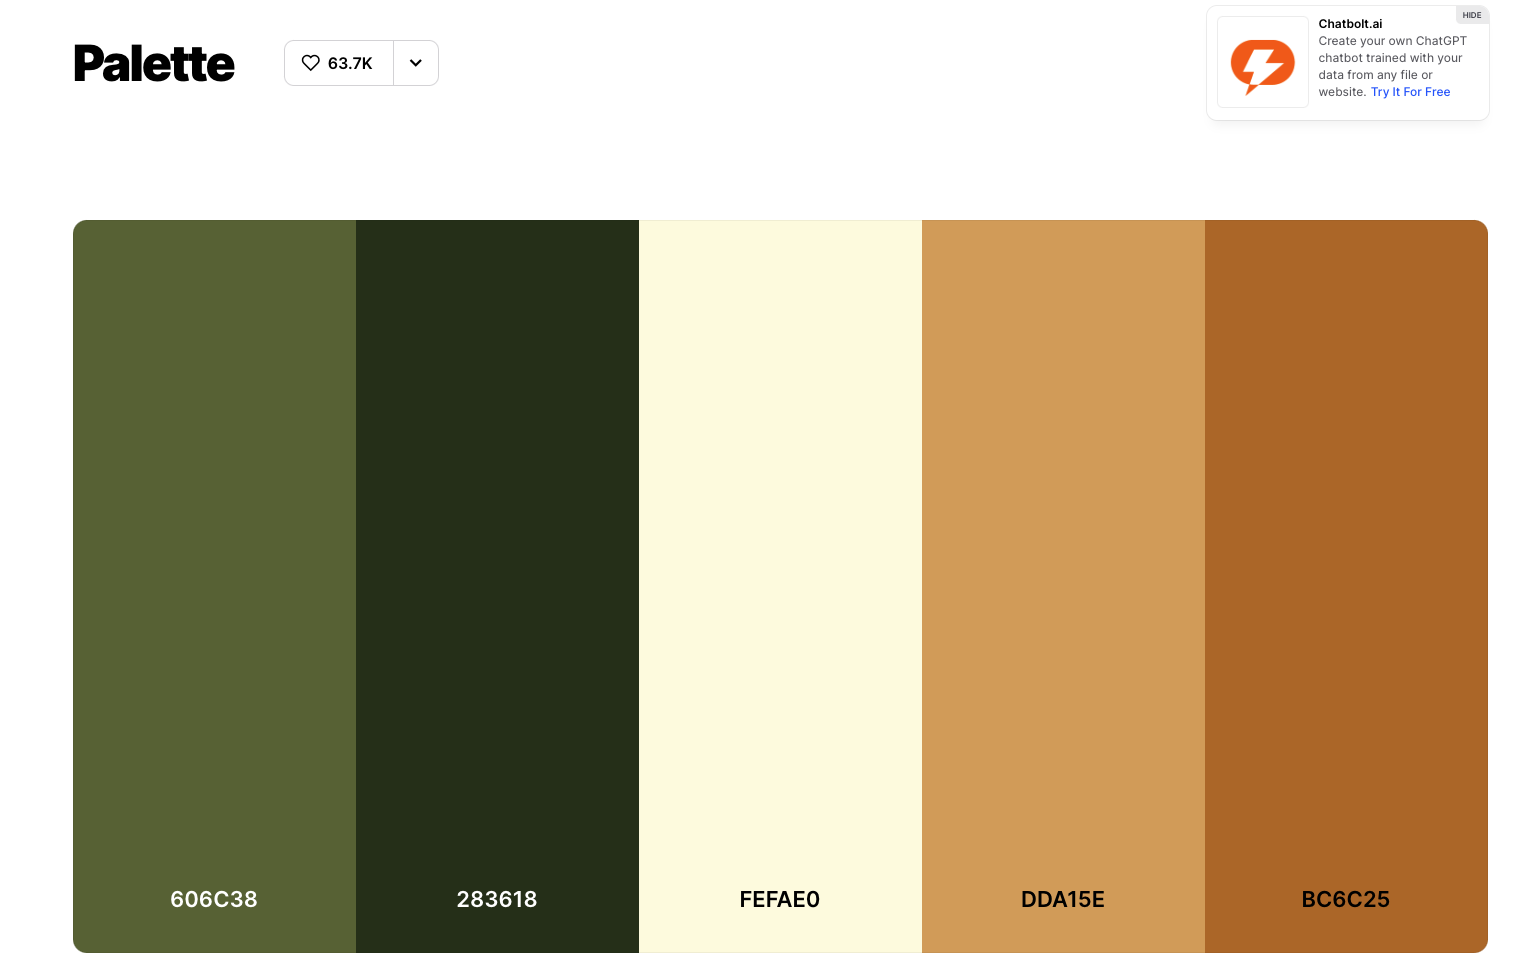 Palette
63.7K
HIDE
Chatbolt.ai
Create your own ChatGPT
chatbot trained with your
data from any file or
website. Try It For Free
606C38
283618
FEFAE0
DDA15E
BC6C25